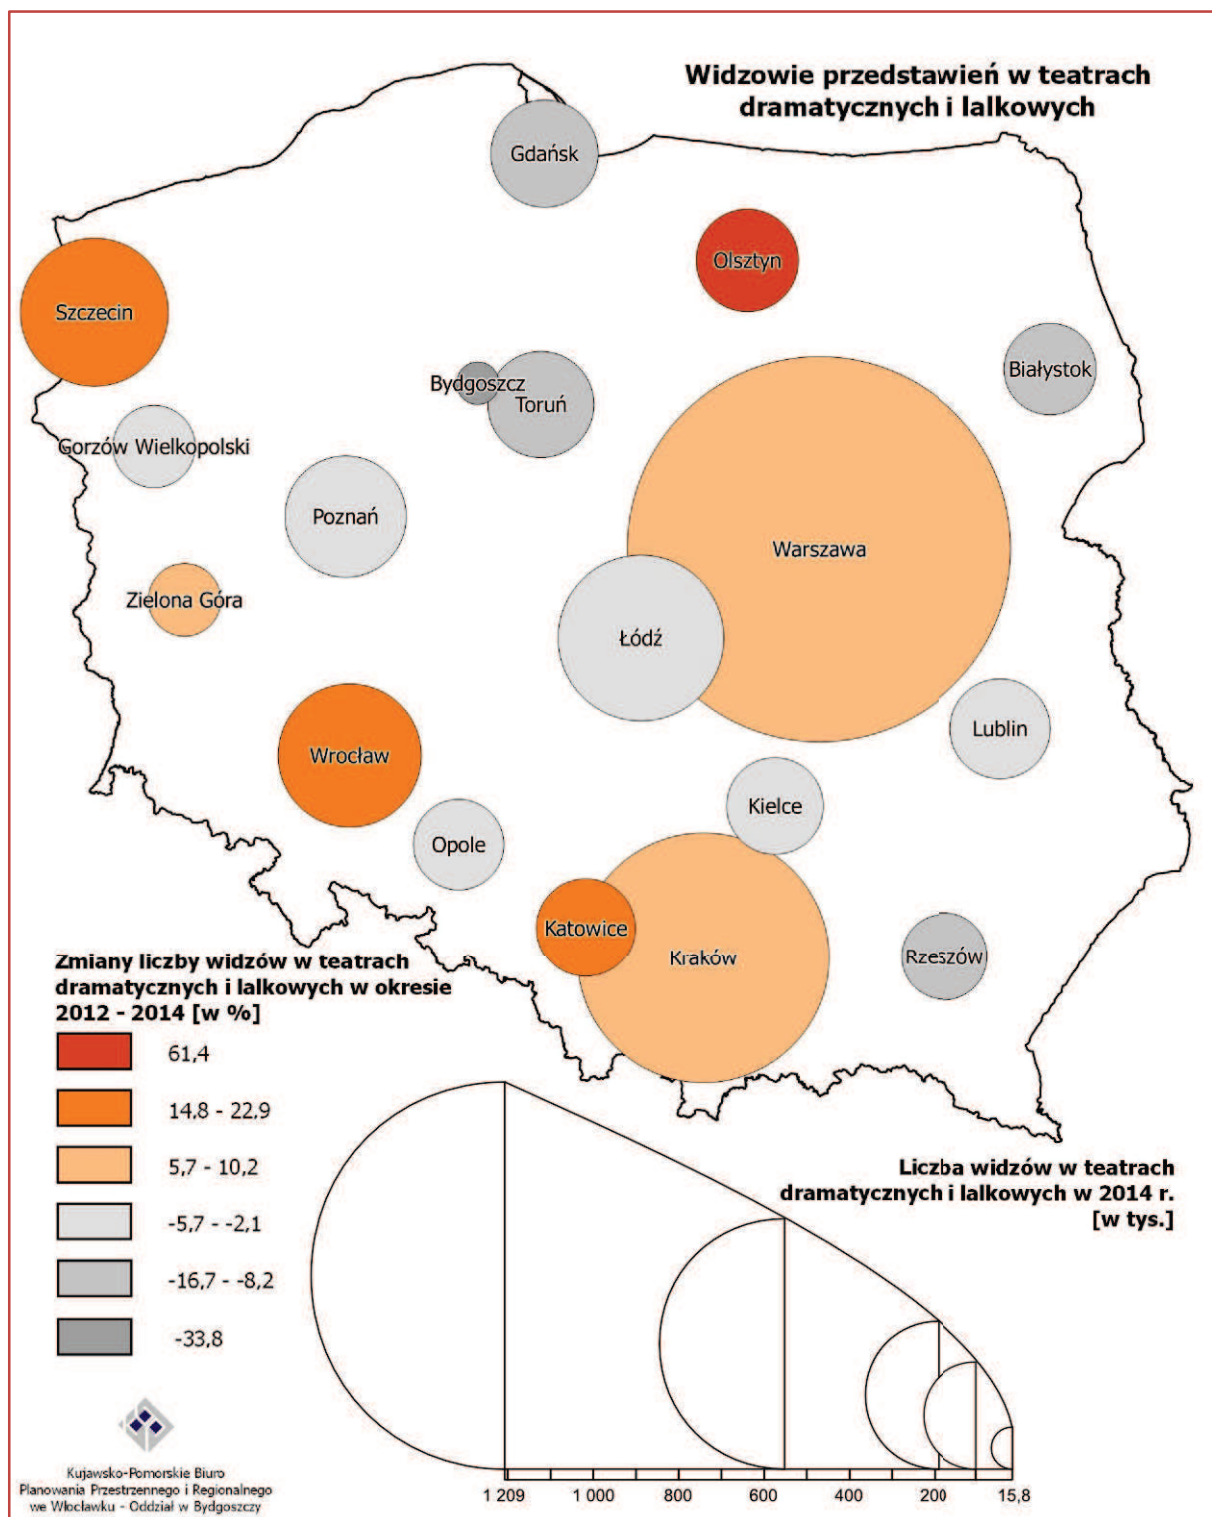 Widzowie przedstawień w teatrach
dramatycznych i lalkowych
Gdańsk
Olsztyn
Szczecin
Białystok
Bydgoszcz
Toruń
Gorzów Wielkopolski
Poznań
Warszawa
Zielona Góra
Łódź
Lublin
Wrocław
Kielce
Opole
Katowice
Kraków
Rzeszów
Zmiany liczby widzów w teatrach
dramatycznych i lalkowych w okresie
2012 - 2014 [w %]
61,4
14,8 - 22,9
5,7 - 10,2
-5,7 - -2,1
-16,7 - -8,2
-33,8
Liczba widzów w teatrach
dramatycznych i lalkowych w 2014 r.
[w tys.]
1 209 1 000 800 600 400 200 15,8
Kujawsko-Pomorskie Biuro
Planowania Przestrzennego i Regionalnego
we Włocławku - Oddział w Bydgoszczy